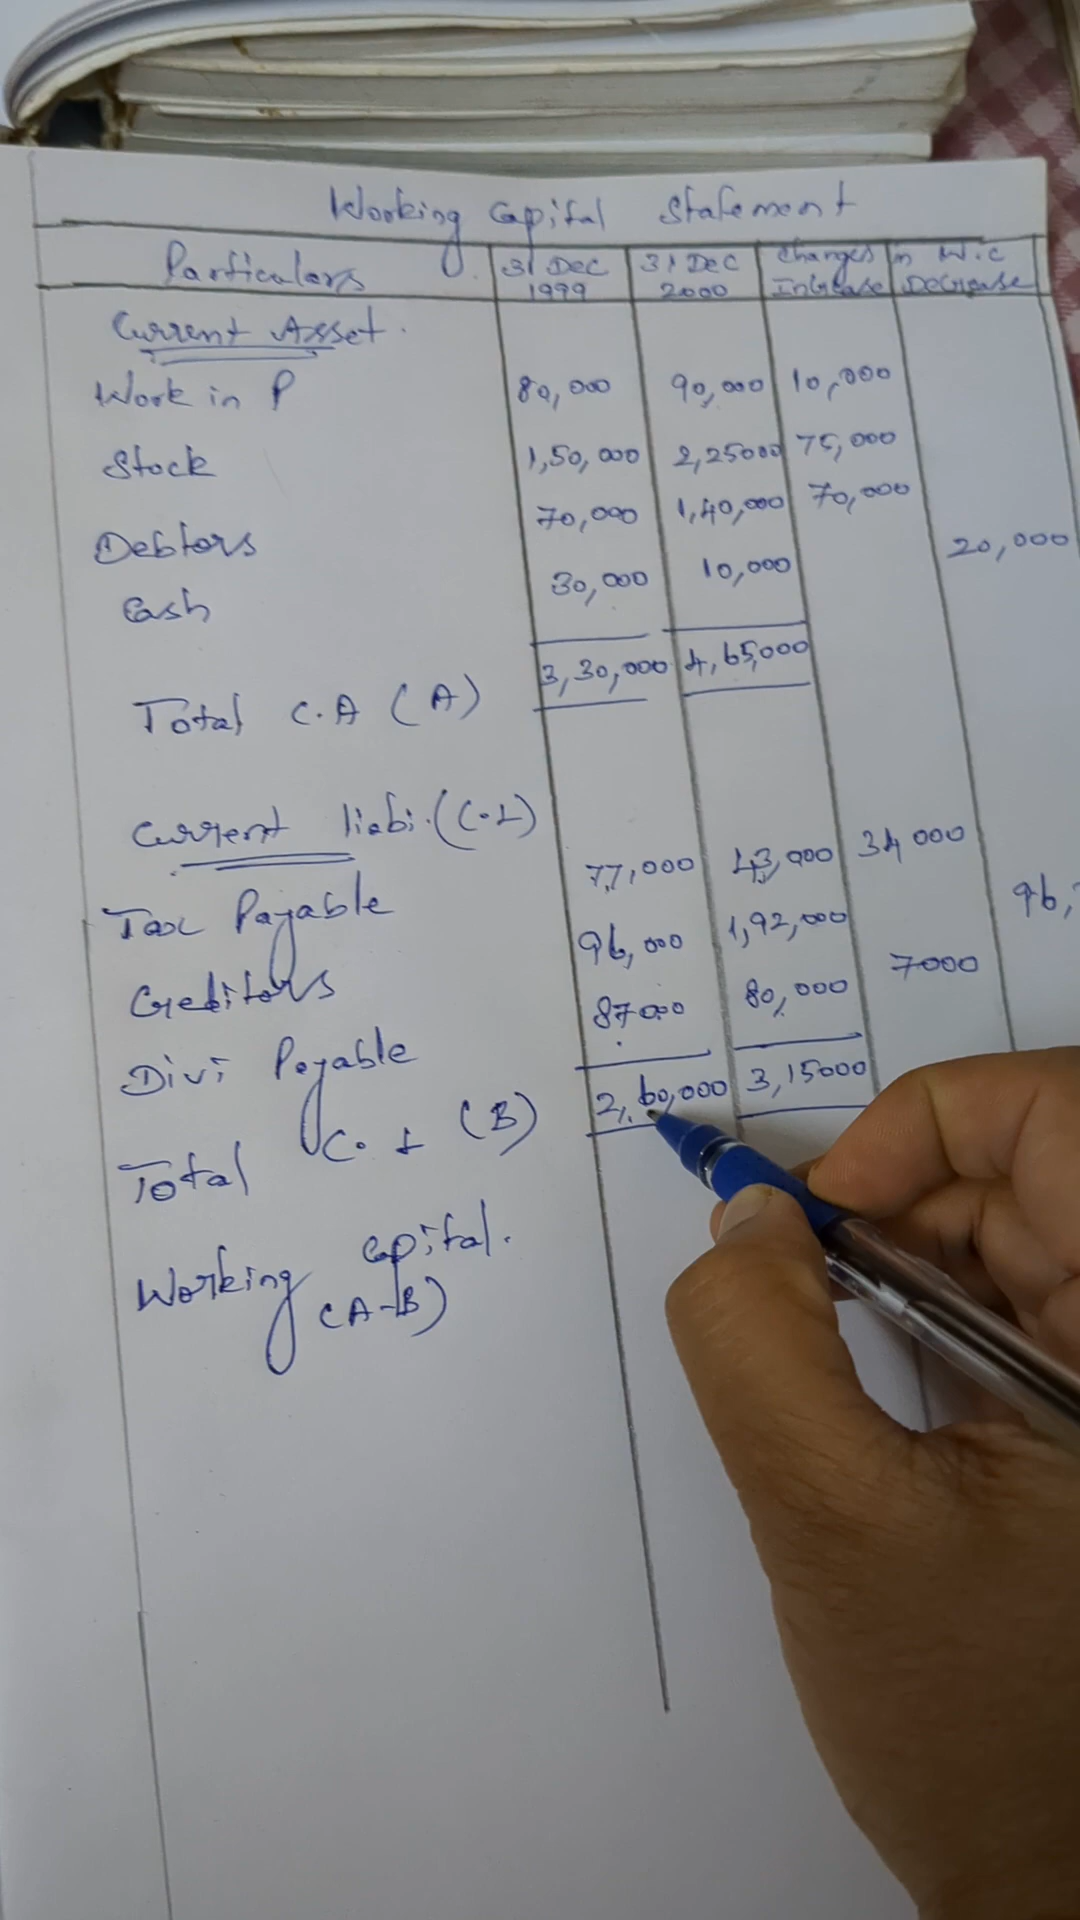 Working Capital Statement
Particulars 31 Dec 1999 31 DEC 2000 Changes in W.C Increase Decrease
Current Asset.
Work in P 80,000 90,000 10,000
Stock 1,50,000 2,25000 75,000
Debtors 70,000 1,40,000 70,000
Cash 30,000 10,000 20,000
Total C.A (A) 3,30,000 4,65,000
Current liabi. (C.L)
Tax Payable 77,000 43,000 34 000
Creditors 96,000 1,92,000 96,
Divi Payable 87000 80,000 7000
Total C. L (B) 2,60,000 3,15000
Working Capital.
(A-B)